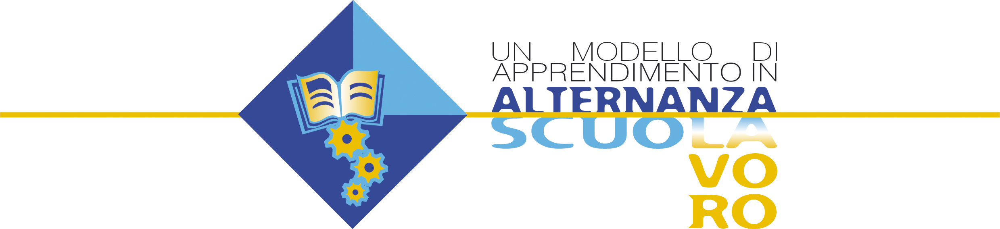 UN MODELLO DI
APPRENDIMENTO IN
ALTERNANZA
SCUOLA
VO
RO